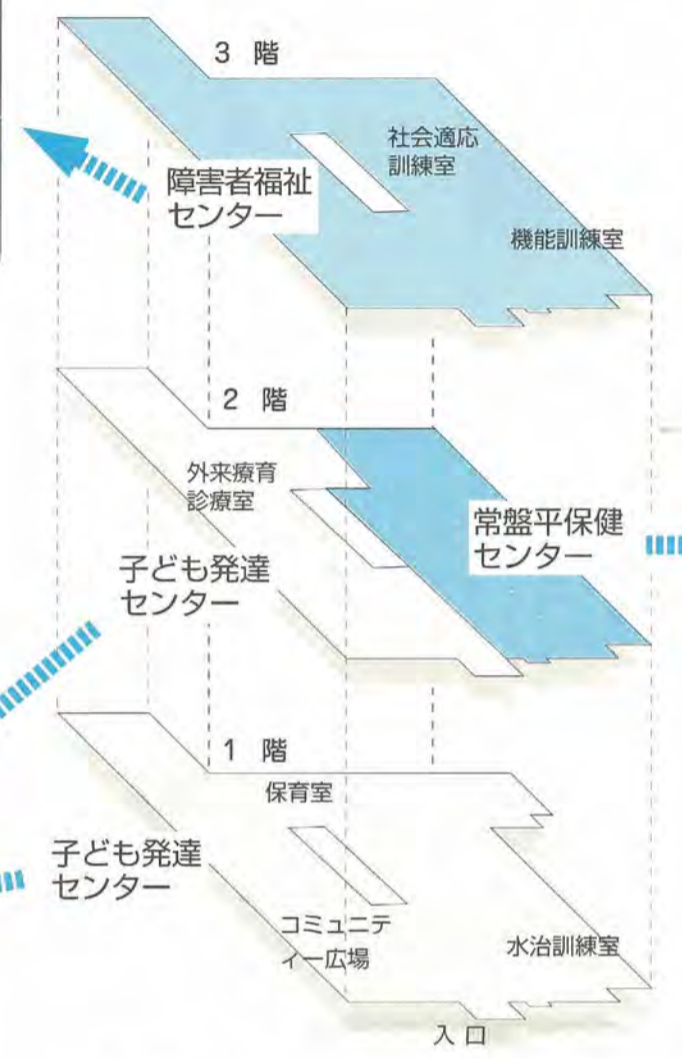 3 階
社会適応
訓練室
障害者福祉
センター
機能訓練室
2 階
外来療育
診療室
常盤平保健
センター
子ども発達
センター
1 階
保育室
子ども発達
センター
コミュニテ
ィー広場
水治訓練室
入口